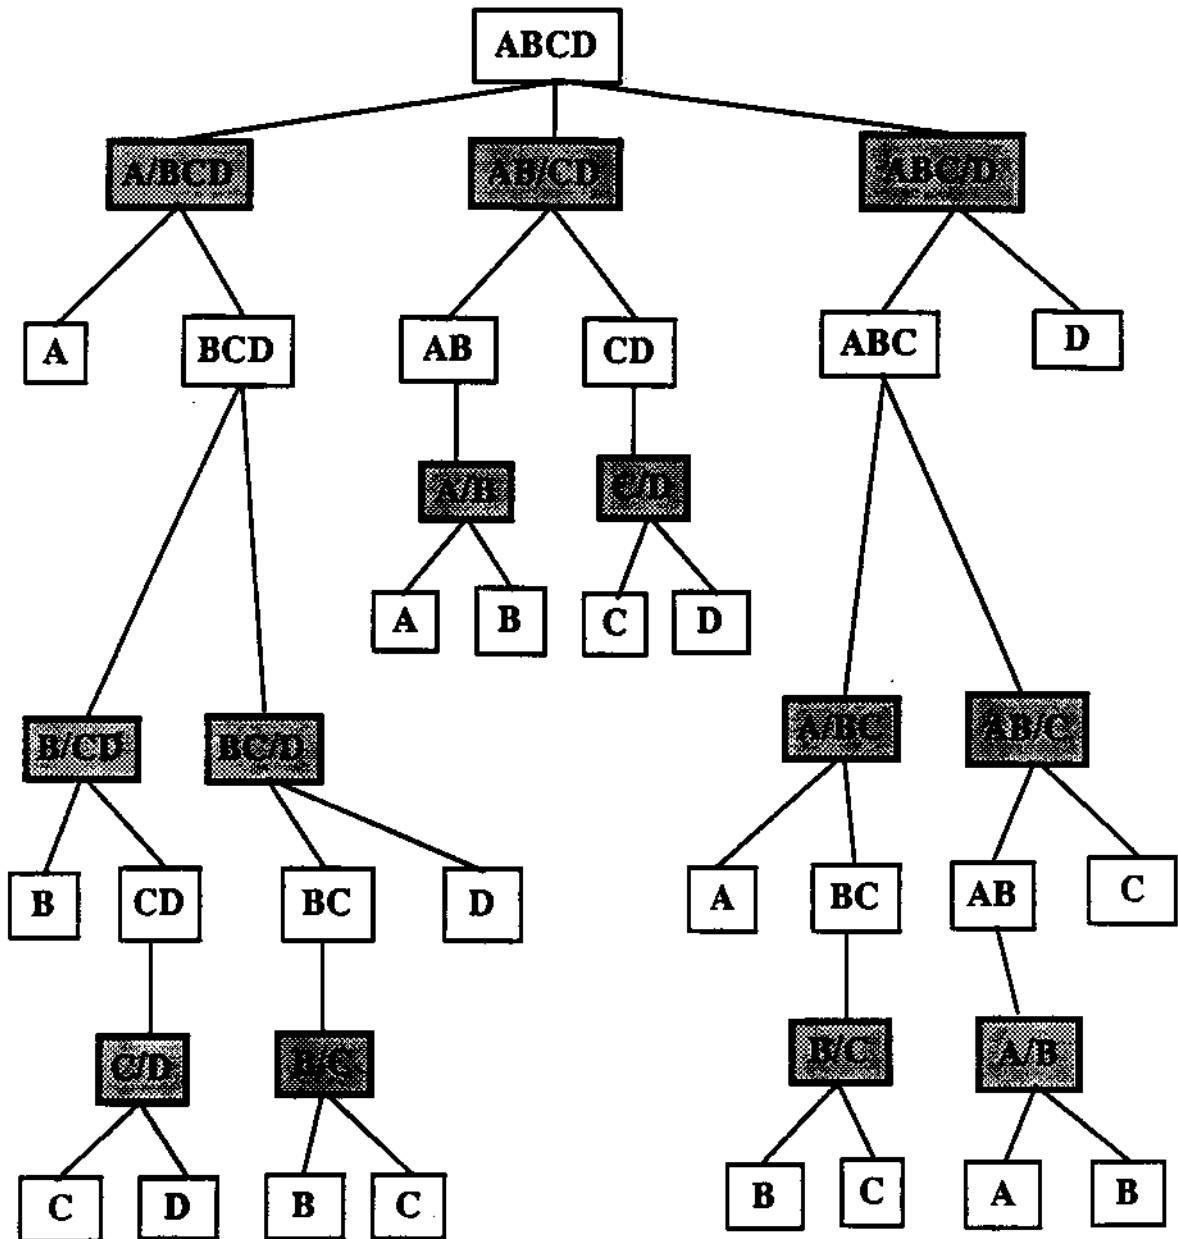 ABCD
A/BCD AB/CD ABC/D
A BCD AB CD ABC D
A/B C/D
A B C D
B/CD BC/D A/BC AB/C
B CD BC D A BC AB C
C/D B/C B/C A/B
C D B C B C A B